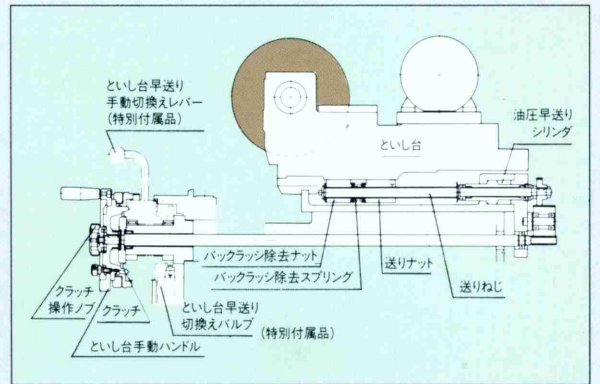 といし台早送り
手動切換えレバー
(特別付属品)
油圧早送り
シリンダ
といし台
バックラッシ除去ナット
バックラッシ除去スプリング
送りナット
送りねじ
クラッチ
操作ノブ
クラッチ
といし台手動ハンドル
といし台早送り
切換えバルブ
(特別付属品)